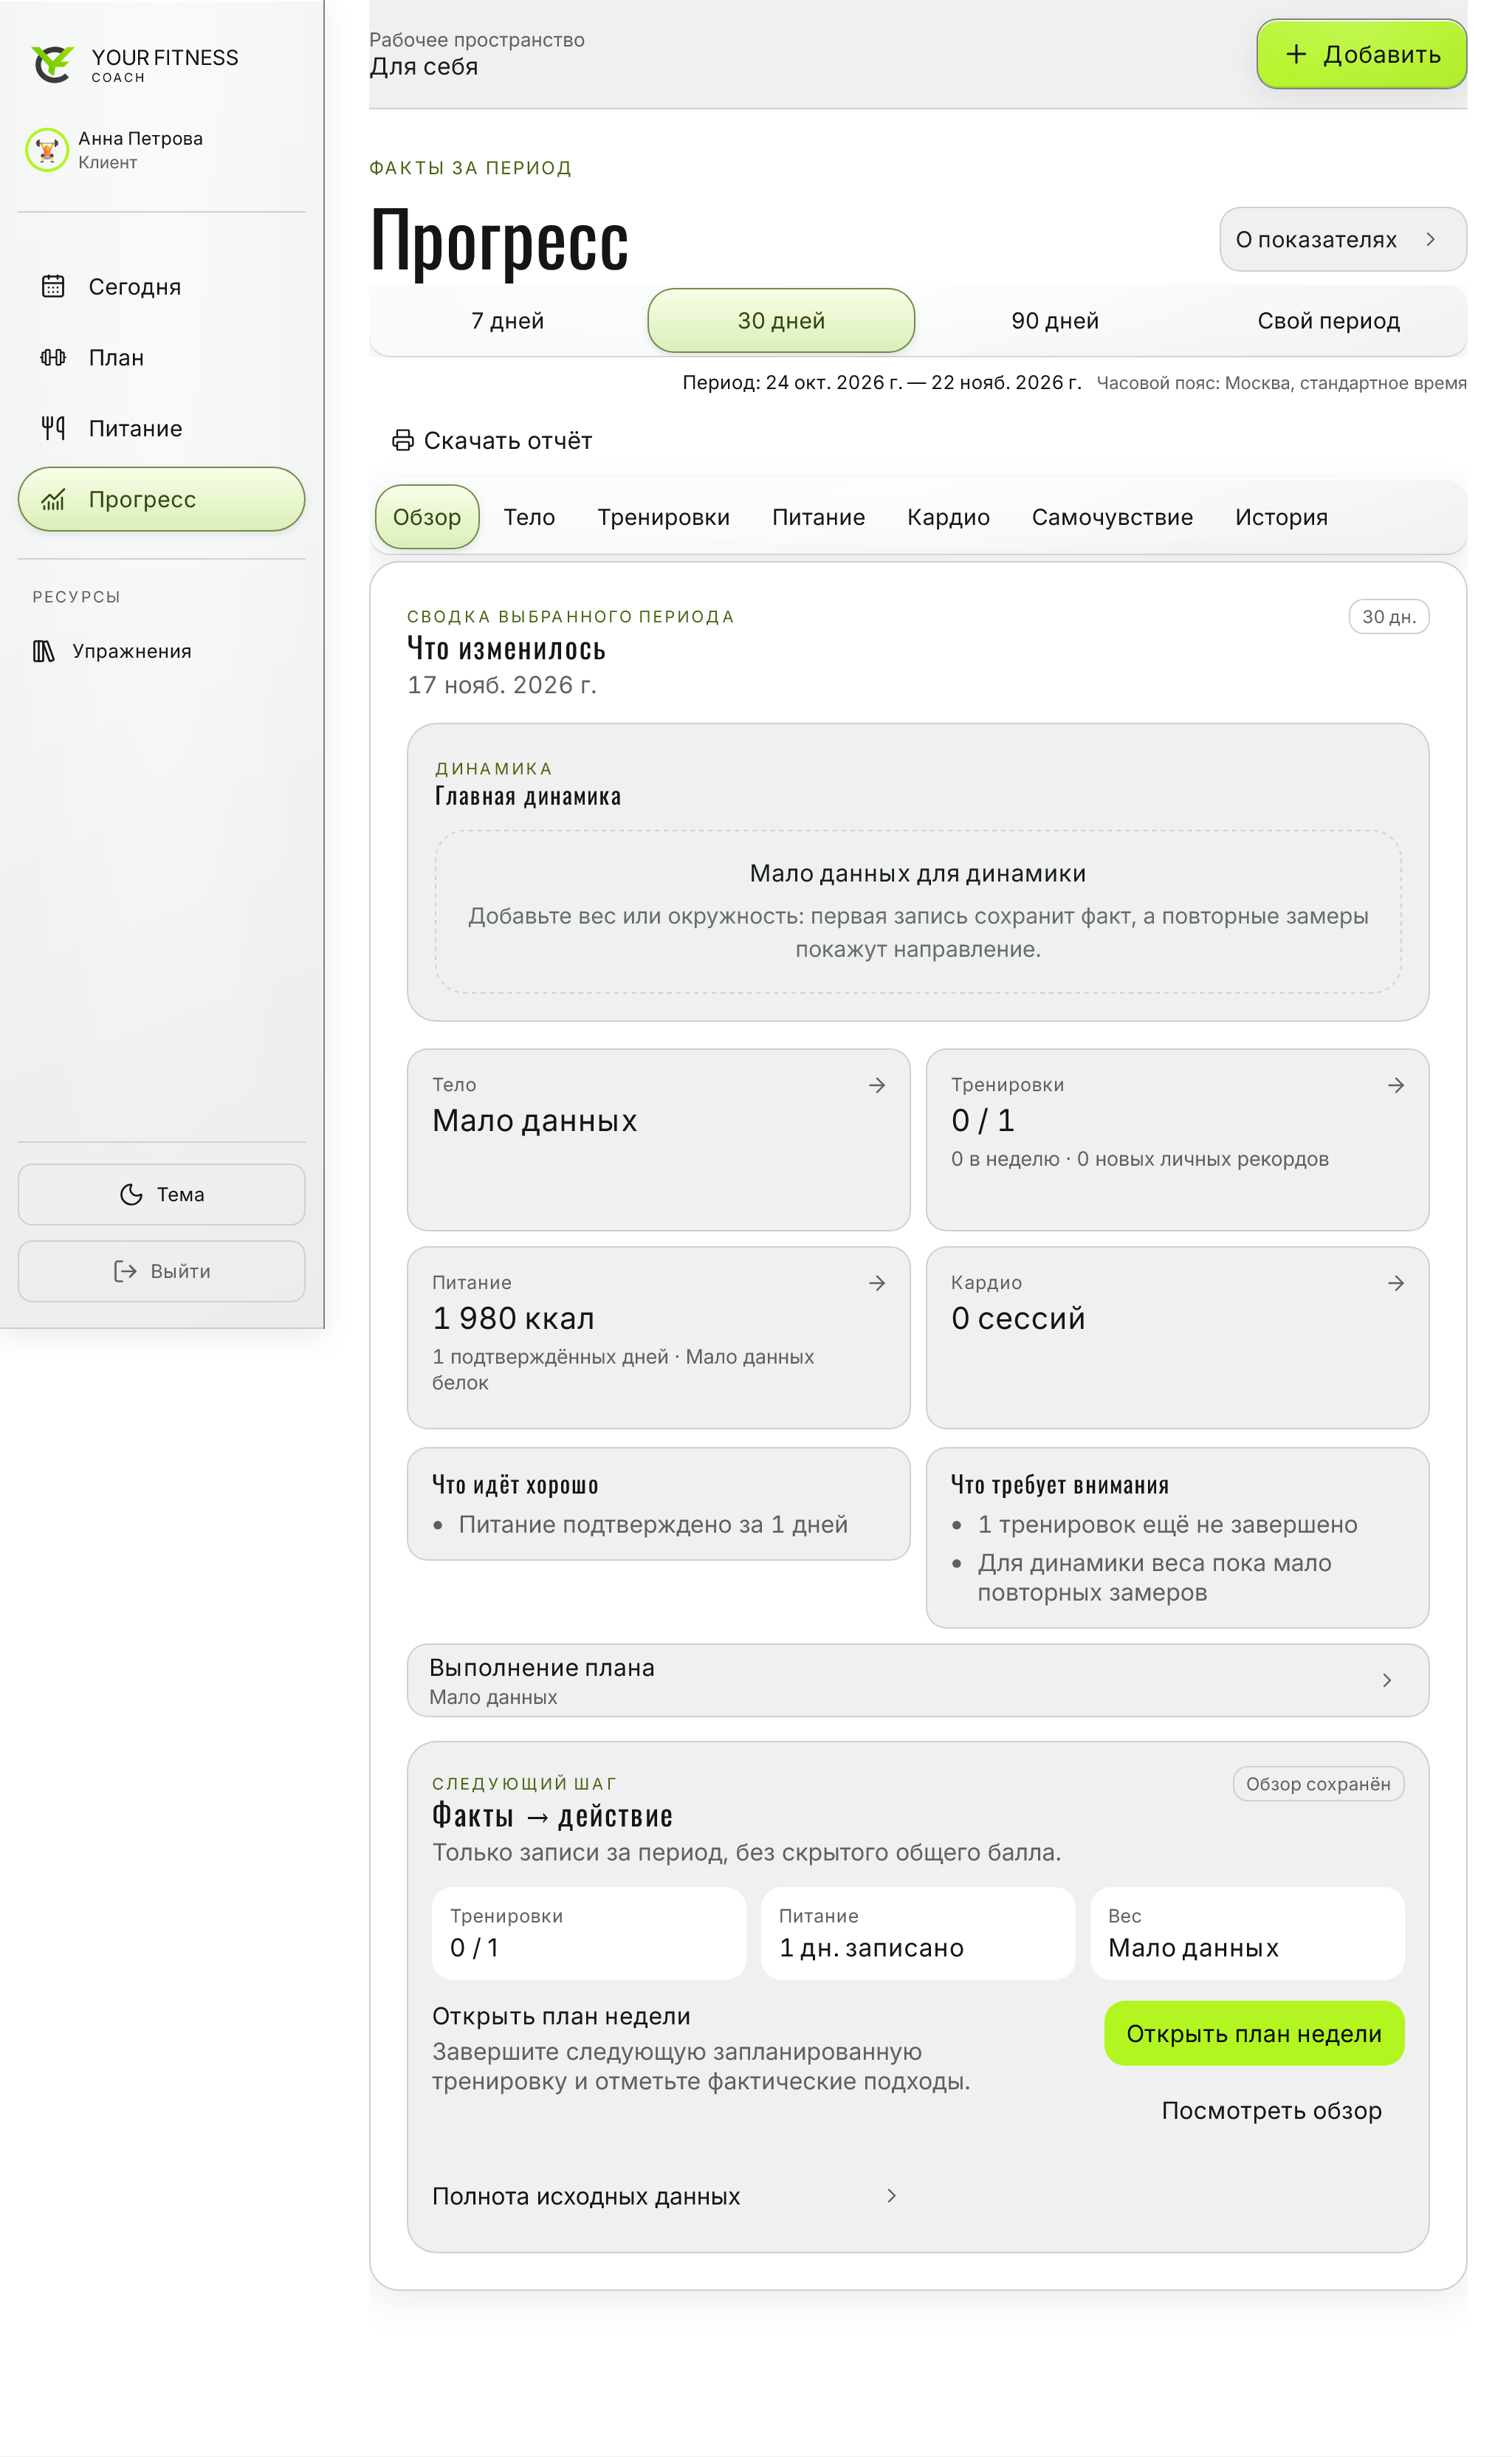 YOUR FITNESS
COACH
Анна Петрова
Клиент
Сегодня
План
Питание
Прогресс
РЕСУРСЫ
Упражнения
Тема
Выйти
Рабочее пространство
Для себя
Добавить
ФАКТЫ ЗА ПЕРИОД
Прогресс
О показателях
7 дней
30 дней
90 дней
Свой период
Период: 24 окт. 2026 г. — 22 нояб. 2026 г. Часовой пояс: Москва, стандартное время
Скачать отчёт
Обзор
Тело
Тренировки
Питание
Кардио
Самочувствие
История
СВОДКА ВЫБРАННОГО ПЕРИОДА
30 дн.
Что изменилось
17 нояб. 2026 г.
ДИНАМИКА
Главная динамика
Мало данных для динамики
Добавьте вес или окружность: первая запись сохранит факт, а повторные замеры
покажут направление.
Тело
Мало данных
Тренировки
0 / 1
0 в неделю · 0 новых личных рекордов
Питание
1 980 ккал
1 подтверждённых дней · Мало данных
белок
Кардио
0 сессий
Что идёт хорошо
• Питание подтверждено за 1 дней
Что требует внимания
• 1 тренировок ещё не завершено
• Для динамики веса пока мало
повторных замеров
Выполнение плана
Мало данных
СЛЕДУЮЩИЙ ШАГ
Обзор сохранён
Факты → действие
Только записи за период, без скрытого общего балла.
Тренировки
0 / 1
Питание
1 дн. записано
Вес
Мало данных
Открыть план недели
Завершите следующую запланированную
тренировку и отметьте фактические подходы.
Открыть план недели
Посмотреть обзор
Полнота исходных данных